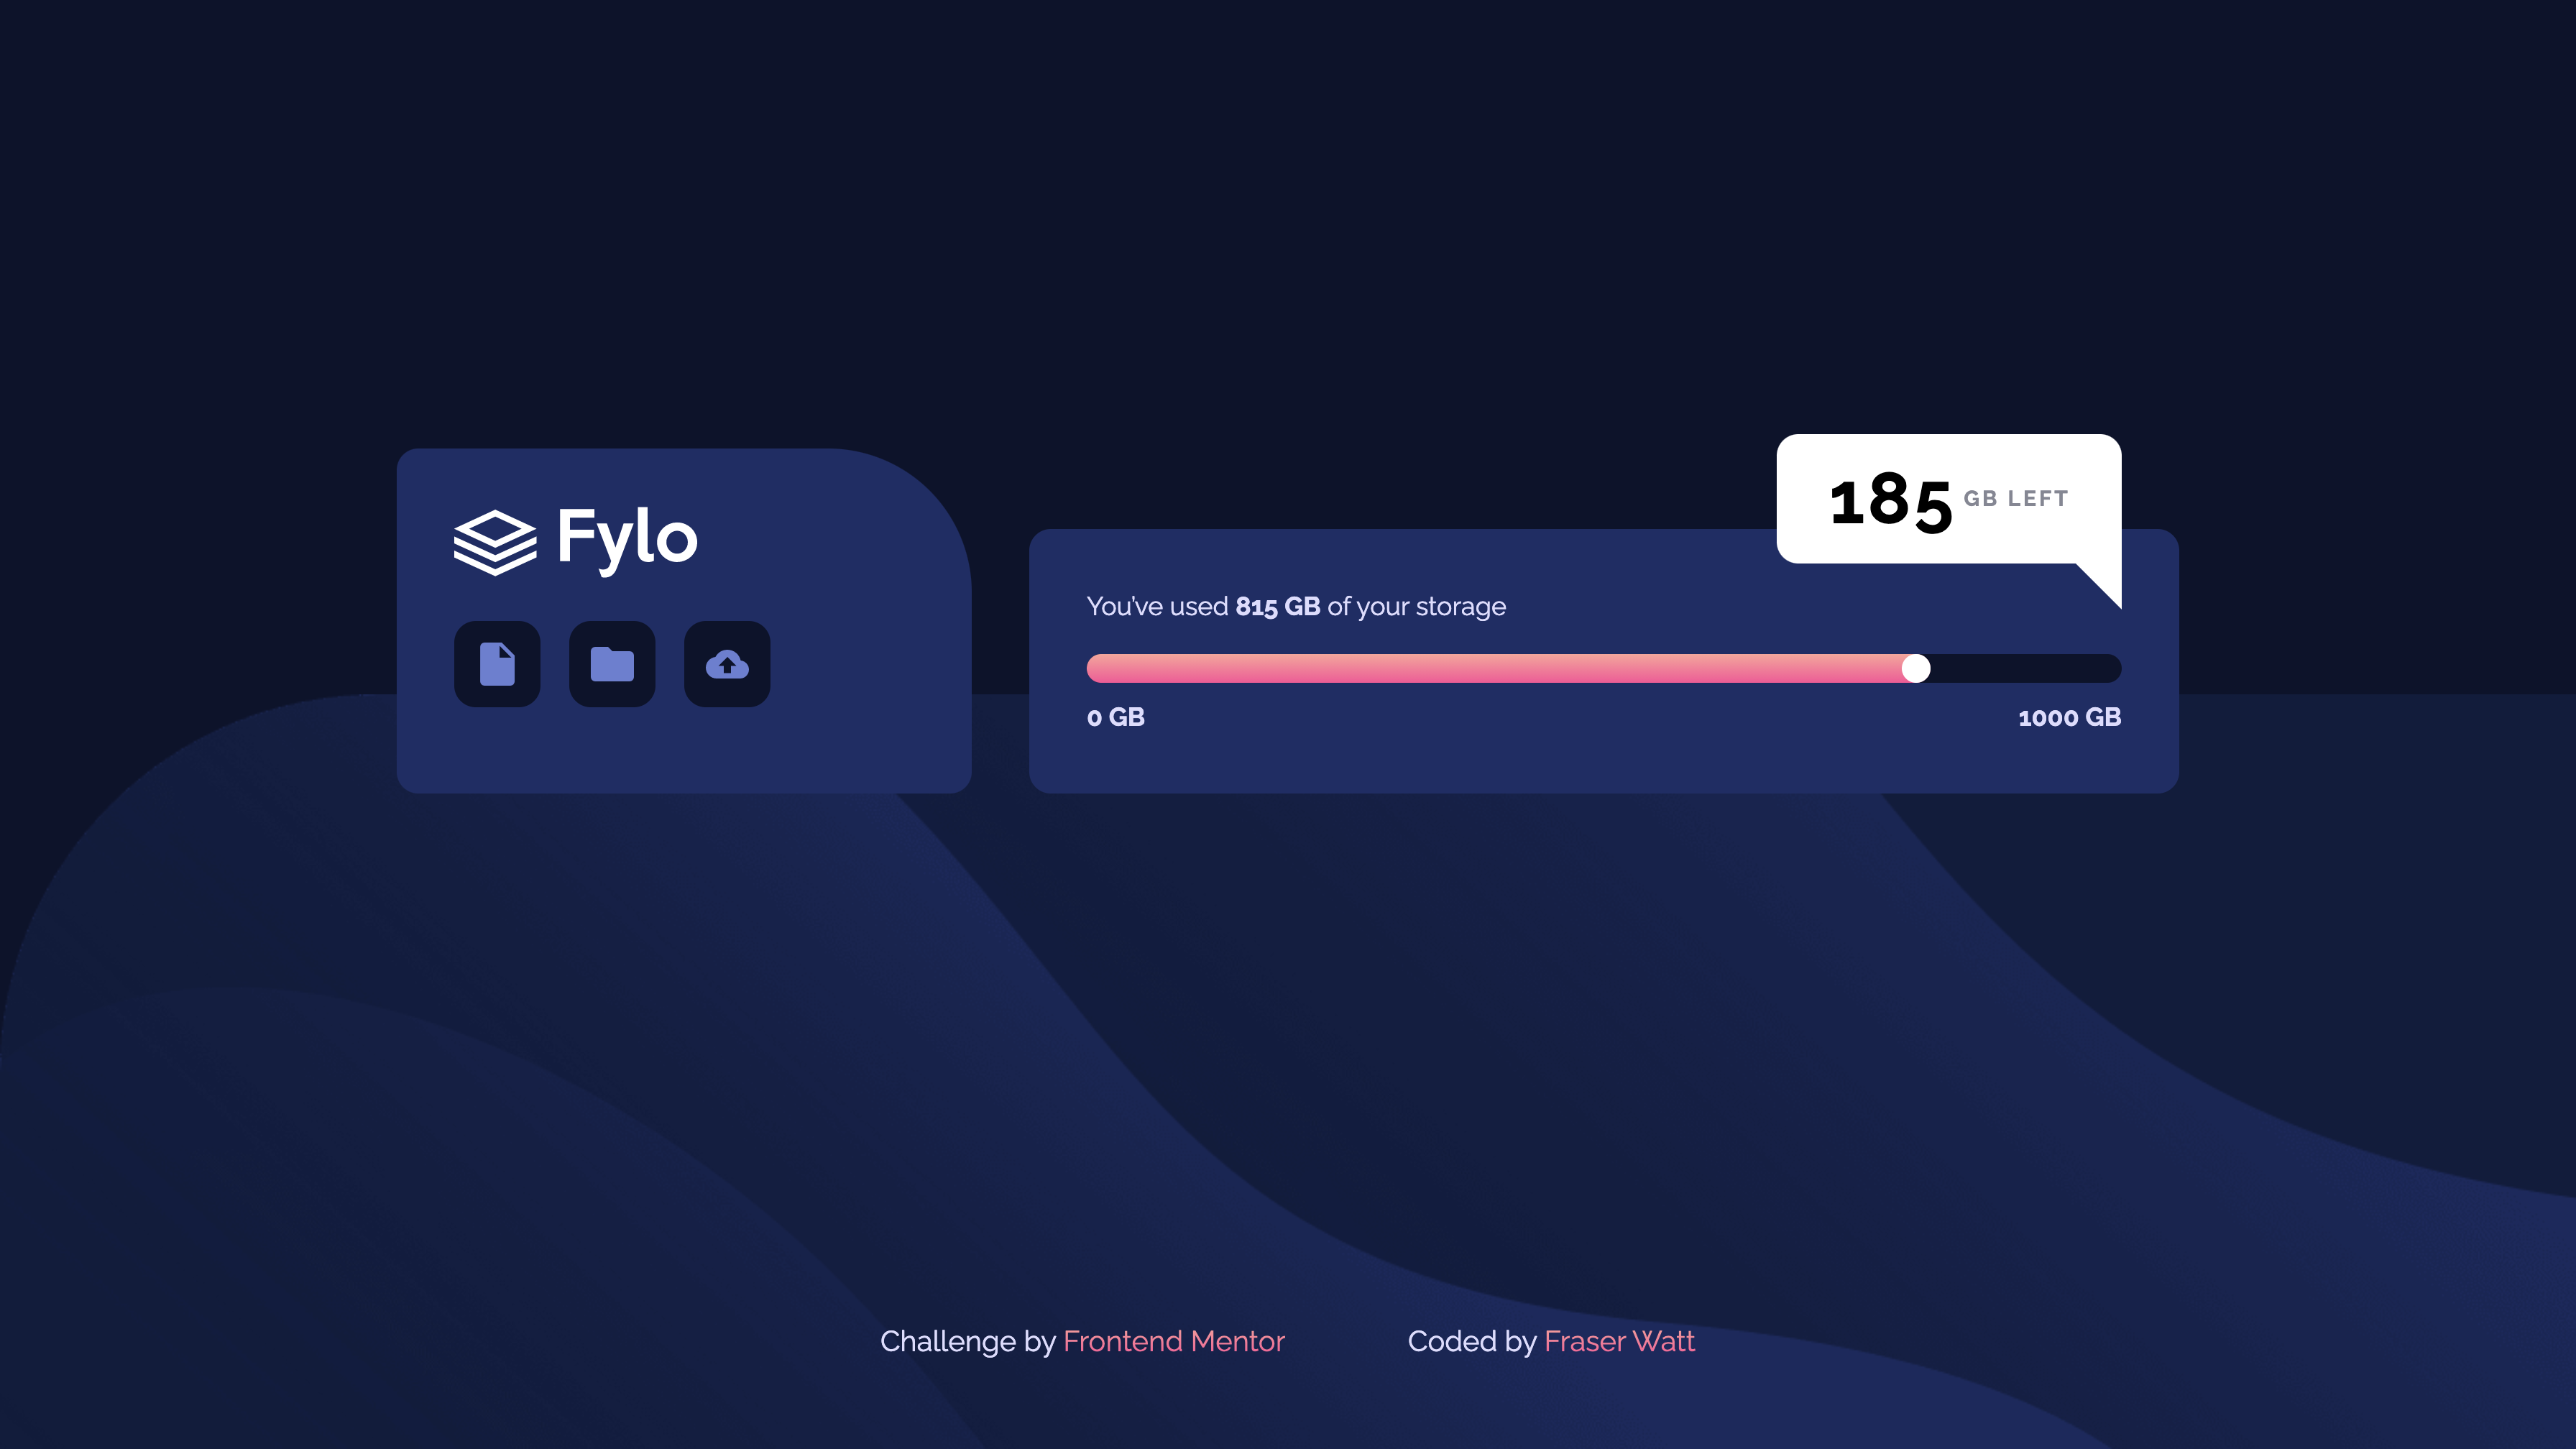 Fylo
185 GB LEFT
You've used 815 GB of your storage
0 GB
1000 GB
Challenge by Frontend Mentor
Coded by Fraser Watt